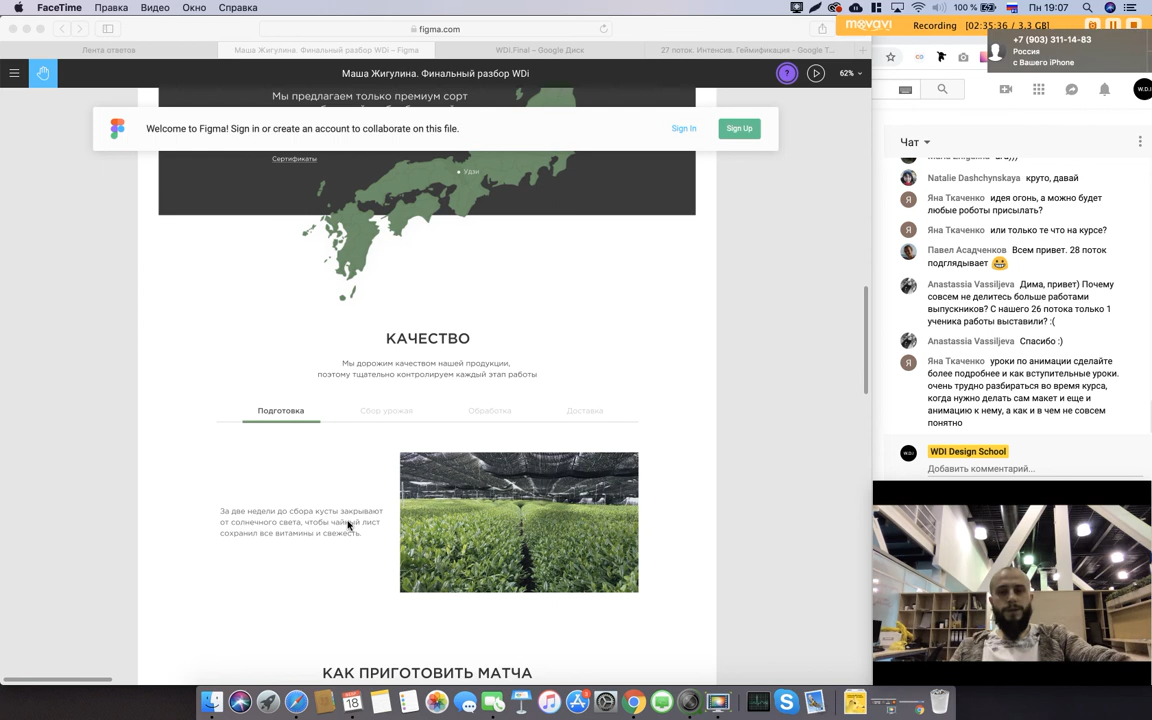 FaceTime Правка Видео Окно Справка
100 %
Пн 19:07
figma.com
movavi
Recording [02:35:36 / 3.3 GB]
+7 (903) 311-14-83
Россия
с Вашего iPhone
Лента ответов
Маша Жигулина. Финальный разбор WDi – Figma
WDI.Final – Google Диск
27 поток. Интенсив. Геймификация - Google T...
Маша Жигулина. Финальный разбор WDi
62%
Мы предлагаем только премиум сорт
Welcome to Figma! Sign in or create an account to collaborate on this file.
Sign In
Sign Up
Сертификаты
Удзи
КАЧЕСТВО
Мы дорожим качеством нашей продукции,
поэтому тщательно контролируем каждый этап работы
Подготовка
Сбор урожая
Обработка
Доставка
За две недели до сбора кусты закрывают
от солнечного света, чтобы чайный лист
сохранил все витамины и свежесть.
КАК ПРИГОТОВИТЬ МАТЧА
Чат
Natalie Dashchynskaya круто, давай
Яна Ткаченко идея огонь, а можно будет
любые роботы присылать?
Яна Ткаченко или только те что на курсе?
Павел Асадченков Всем привет. 28 поток
подглядывает
Anastassia Vassiljeva Дима, привет) Почему
совсем не делитесь больше работами
выпускников? С нашего 26 потока только 1
ученика работы выставили? :(
Anastassia Vassiljeva Спасибо :)
Яна Ткаченко уроки по анимации сделайте
более подробнее и как вступительные уроки.
очень трудно разбираться во время курса,
когда нужно делать сам макет и еще и
анимацию к нему, а как и в чем не совсем
понятно
WDI Design School
Добавить комментарий...
18